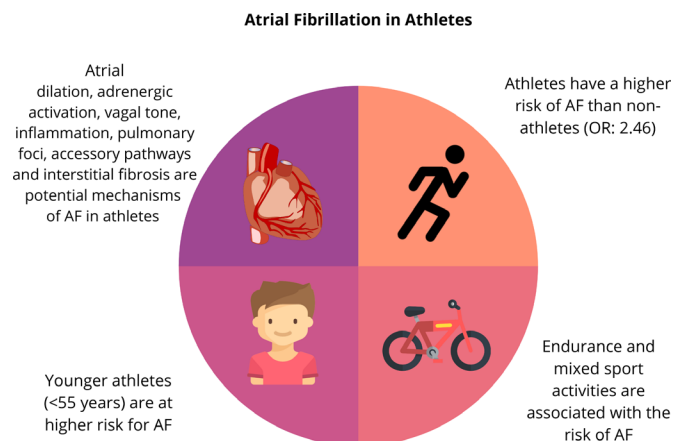 Atrial Fibrillation in Athletes
Atrial
dilation, adrenergic
activation, vagal tone,
inflammation, pulmonary
foci, accessory pathways
and interstitial fibrosis are
potential mechanisms
of AF in athletes
Athletes have a higher
risk of AF than non-
athletes (OR: 2.46)
Younger athletes
(<55 years) are at
higher risk for AF
Endurance and
mixed sport
activities are
associated with the
risk of AF